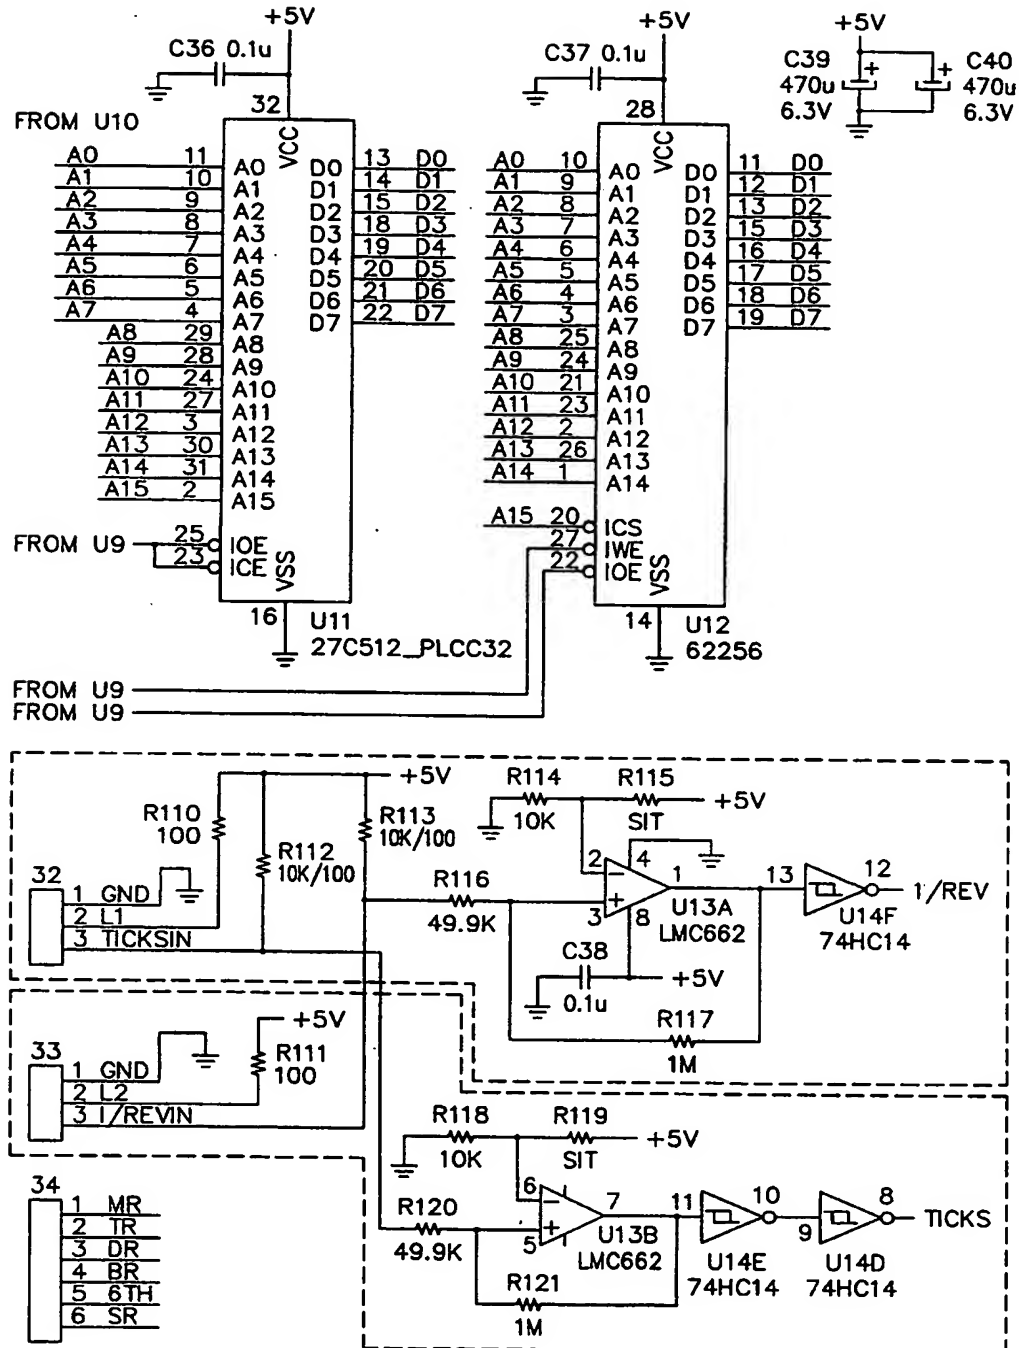 +5V
C36 0.1u
32
FROM U10
VCC
A0 11 A0 D0 13 D0
A1 10 A1 D1 14 D1
A2 9 A2 D2 15 D2
A3 8 A3 D3 18 D3
A4 7 A4 D4 19 D4
A5 6 A5 D5 20 D5
A6 5 A6 D6 21 D6
A7 4 A7 D7 22 D7
A8 29 A8
A9 28 A9
A10 24 A10
A11 27 A11
A12 3 A12
A13 30 A13
A14 31 A14
A15 2 A15
FROM U9 25 IOE
23 ICE
VSS
16
U11
27C512_PLCC32
+5V
C37 0.1u
28
VCC
A0 10 A0 D0 11 D0
A1 9 A1 D1 12 D1
A2 8 A2 D2 13 D2
A3 7 A3 D3 15 D3
A4 6 A4 D4 16 D4
A5 5 A5 D5 17 D5
A6 4 A6 D6 18 D6
A7 3 A7 D7 19 D7
A8 25 A8
A9 24 A9
A10 21 A10
A11 23 A11
A12 2 A12
A13 26 A13
A14 1 A14
A15 20 ICS
27 IWE
22 IOE
VSS
14
U12
62256
FROM U9
FROM U9
+5V
C39
470u
6.3V
+
+
C40
470u
6.3V
+5V
R110
100
R112
10K/100
R113
10K/100
32
1 GND
2 L1
3 TICKSIN
R114
10K
R115
SIT
+5V
R116
49.9K
2
-
4
1
+
3
8
U13A
LMC662
C38
0.1u
+5V
R117
1M
13
12
U14F
74HC14
1/REV
33
1 GND
2 L2
3 1/REVIN
+5V
R111
100
R118
10K
R119
SIT
+5V
R120
49.9K
6
-
7
+
5
U13B
LMC662
R121
1M
11
10
U14E
74HC14
9
8
U14D
74HC14
TICKS
34
1 MR
2 TR
3 DR
4 BR
5 6TH
6 SR